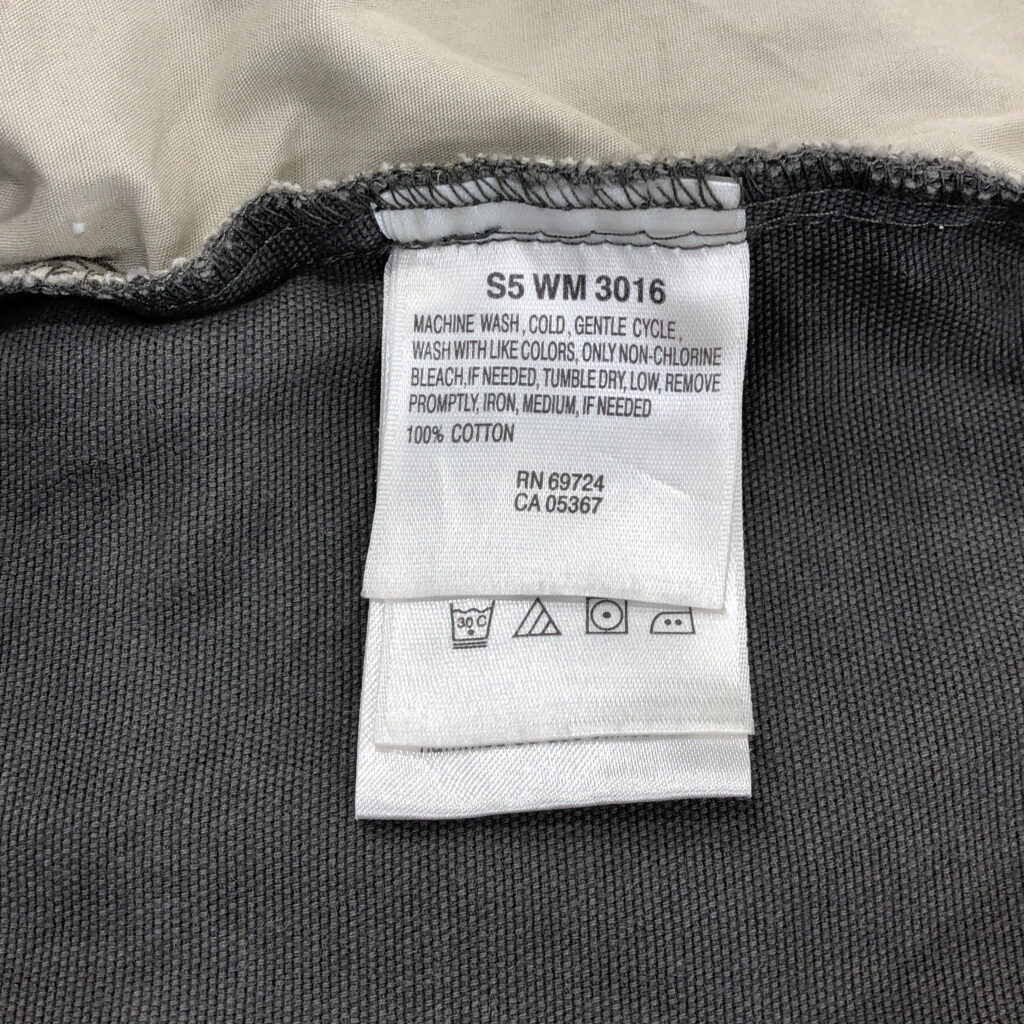 S5 WM 3016
MACHINE WASH, COLD, GENTLE CYCLE,
WASH WITH LIKE COLORS, ONLY NON-CHLORINE
BLEACH, IF NEEDED, TUMBLE DRY, LOW, REMOVE
PROMPTLY, IRON, MEDIUM, IF NEEDED
100% COTTON
RN 69724
CA 05367
30 C